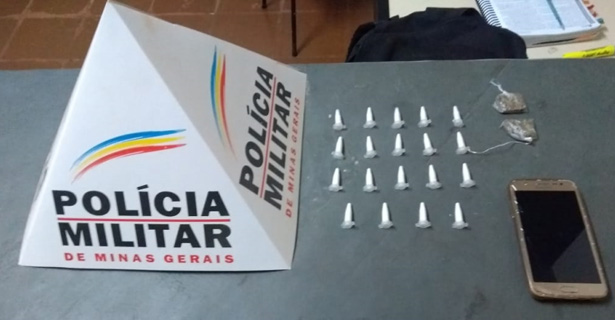 POLÍCIA
MILITAR
DE MINAS GERAIS
POLÍCIA
MILITAR
DE MINAS GERAIS